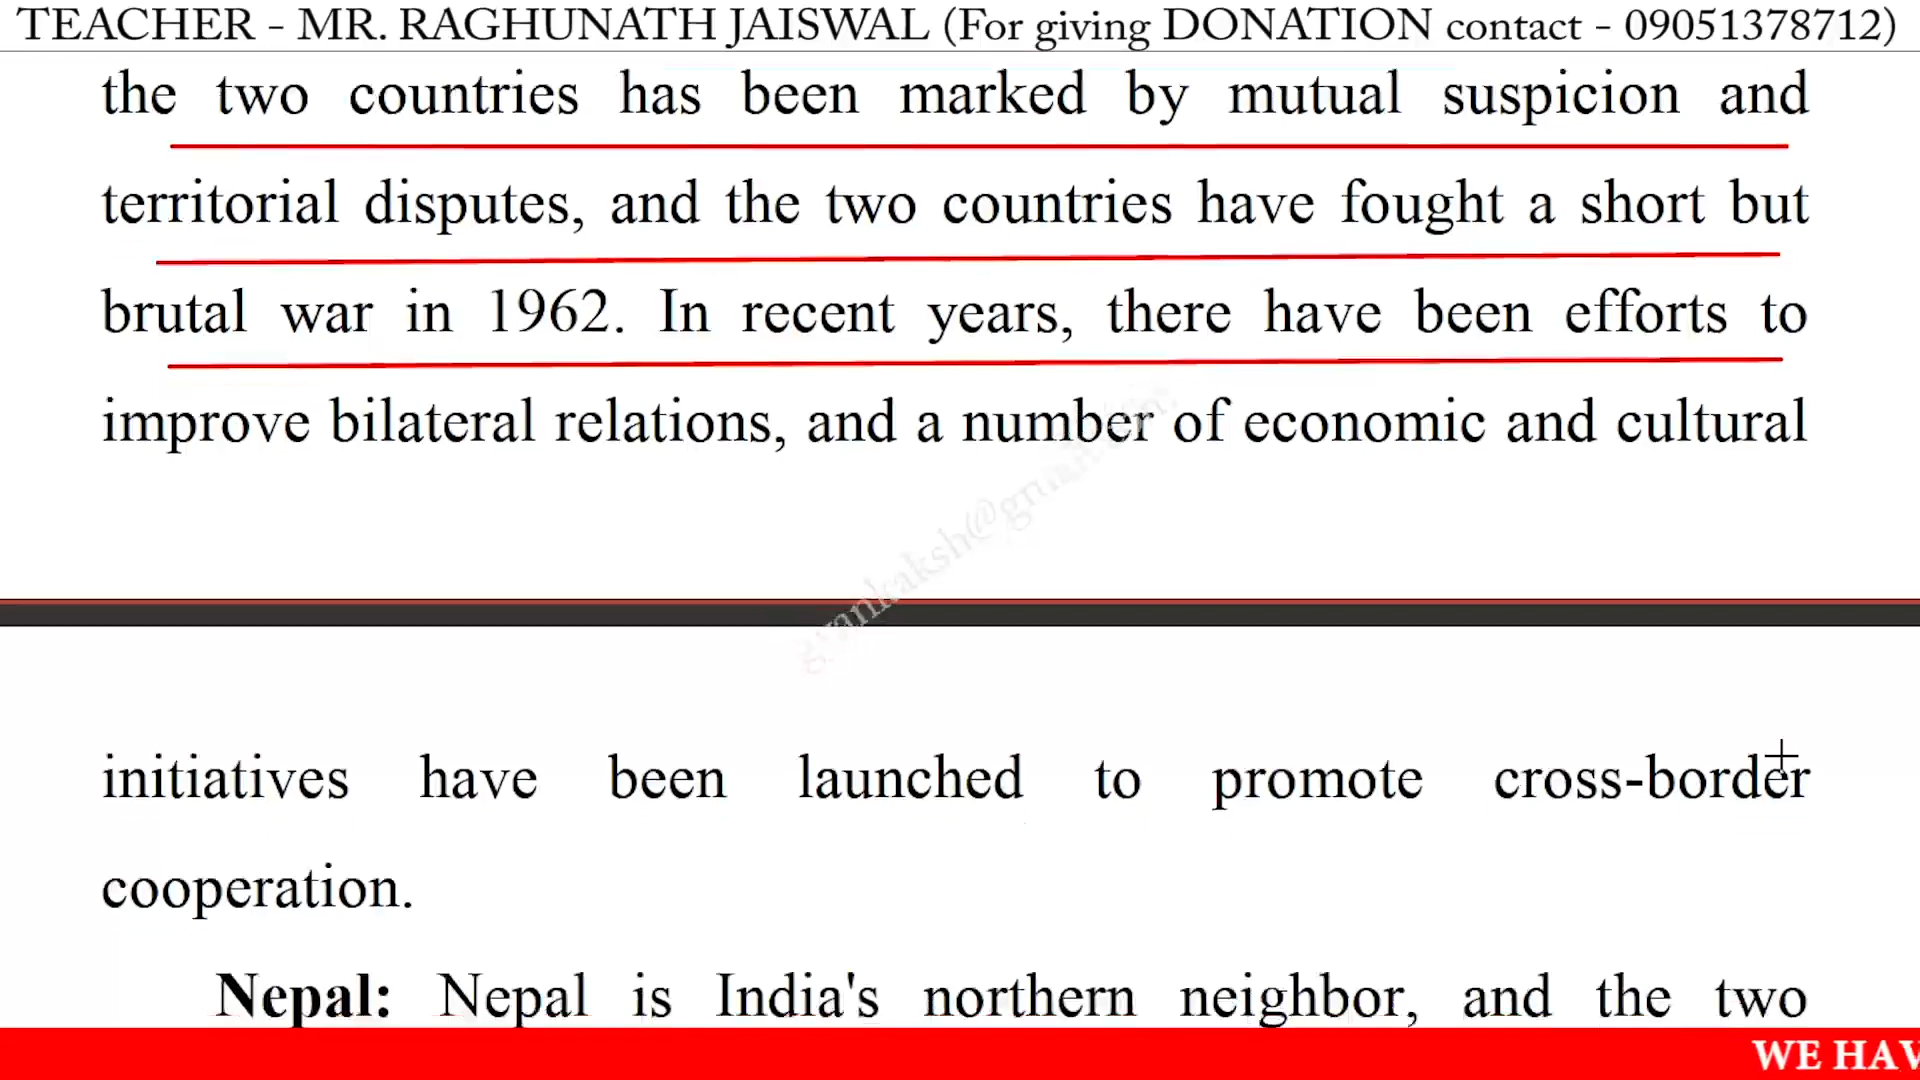 TEACHER - MR. RAGHUNATH JAISWAL (For giving DONATION contact - 09051378712)
the two countries has been marked by mutual suspicion and
territorial disputes, and the two countries have fought a short but
brutal war in 1962. In recent years, there have been efforts to
improve bilateral relations, and a number of economic and cultural
initiatives have been launched to promote cross-border
cooperation.
Nepal: Nepal is India's northern neighbor, and the two
WE HAV